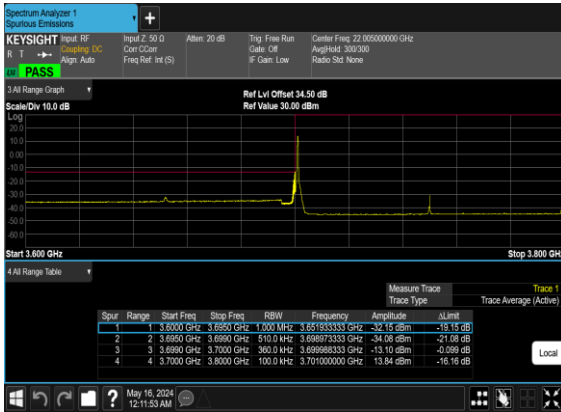 Spectrum Analyzer 1
Spurious Emissions
+
KEYSIGHT Input: RF Input Z: 50 Ω Atten: 20 dB Trig: Free Run Center Freq: 22.005000000 GHz
R T Coupling: DC Corr CCorr Gate: Off Avg|Hold: 300/300
Align: Auto Freq Ref: Int (S) IF Gain: Low Radio Std: None
PASS
3 All Range Graph
Ref Lvl Offset 34.50 dB
Scale/Div 10.0 dB Ref Value 30.00 dBm
Log
20.0
10.0
0.00
-10.0
-20.0
-30.0
-40.0
-50.0
-60.0
Start 3.600 GHz Stop 3.800 GH
4 All Range Table
Measure Trace Trace 1
Trace Type Trace Average (Active)
Spur Range Start Freq Stop Freq RBW Frequency Amplitude ΔLimit
1 1 3.6000 GHz 3.6950 GHz 1.000 MHz 3.651933333 GHz -32.15 dBm -19.15 dB
2 2 3.6950 GHz 3.6990 GHz 510.0 kHz 3.698973333 GHz -34.08 dBm -21.08 dB
3 3 3.6990 GHz 3.7000 GHz 360.0 kHz 3.699988333 GHz -13.10 dBm -0.099 dB
4 4 3.7000 GHz 3.8000 GHz 100.0 kHz 3.701000000 GHz 13.84 dBm -16.16 dB
Local
?
May 16, 2024
12:11:53 AM